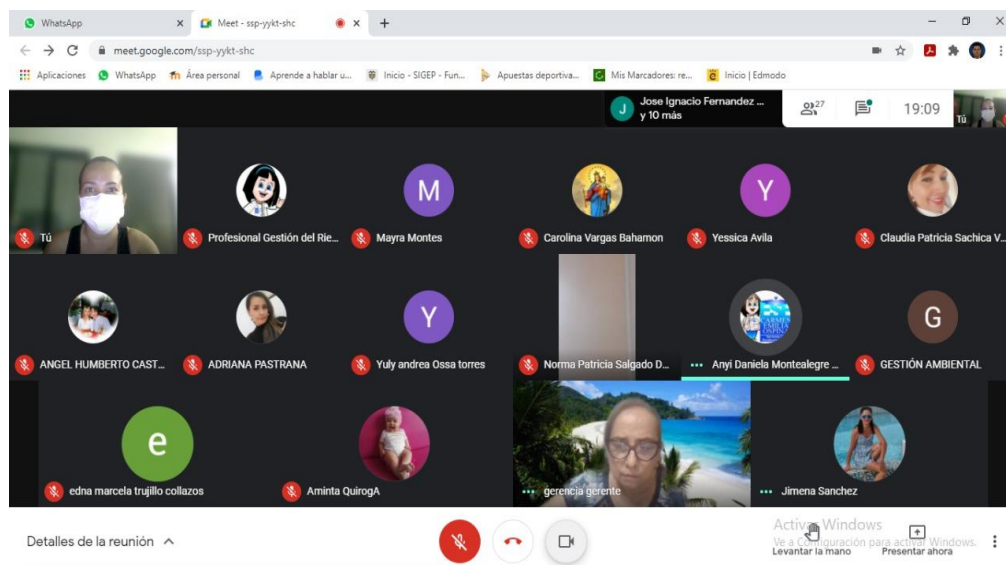 WhatsApp
Meet - ssp-yykt-shc
meet.google.com/ssp-yykt-shc
Aplicaciones
WhatsApp
Área personal
Aprende a hablar u...
Inicio - SIGEP - Fun...
Apuestas deportiva...
Mis Marcadores: re...
Inicio | Edmodo
J
Jose Ignacio Fernandez ...
y 10 más
27
19:09
Tú
Tú
Profesional Gestión del Rie...
M
Mayra Montes
Carolina Vargas Bahamon
Y
Yessica Avila
Claudia Patricia Sachica V...
ANGEL HUMBERTO CAST...
ADRIANA PASTRANA
Y
Yuly andrea Ossa torres
Norma Patricia Salgado D...
CARMEN
EMILIA
OSPINA
Anyi Daniela Montealegre ...
G
GESTIÓN AMBIENTAL
e
edna marcela trujillo collazos
Aminta QuirogA
gerencia gerente
Jimena Sanchez
Detalles de la reunión
Activar Windows
Ve a Configuración para activar Windows.
Levantar la mano
Presentar ahora